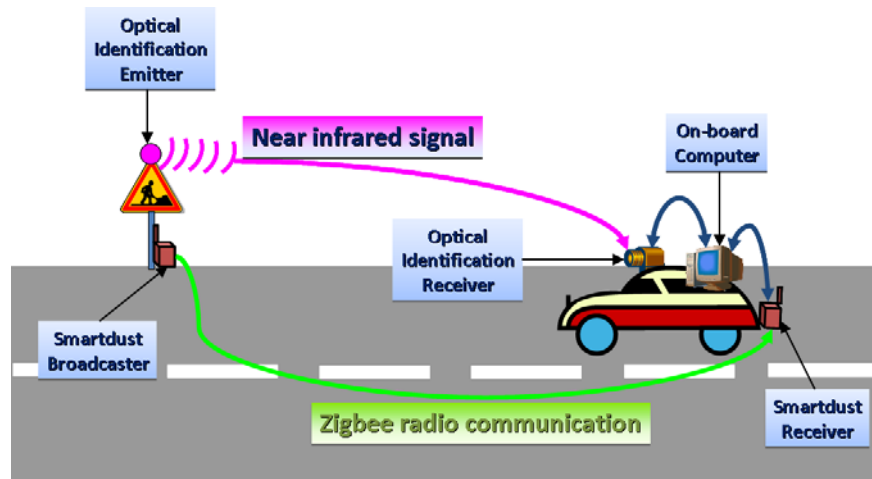 Optical
Identification
Emitter
Near infrared signal
On-board
Computer
Optical
Identification
Receiver
Smartdust
Broadcaster
Zigbee radio communication
Smartdust
Receiver